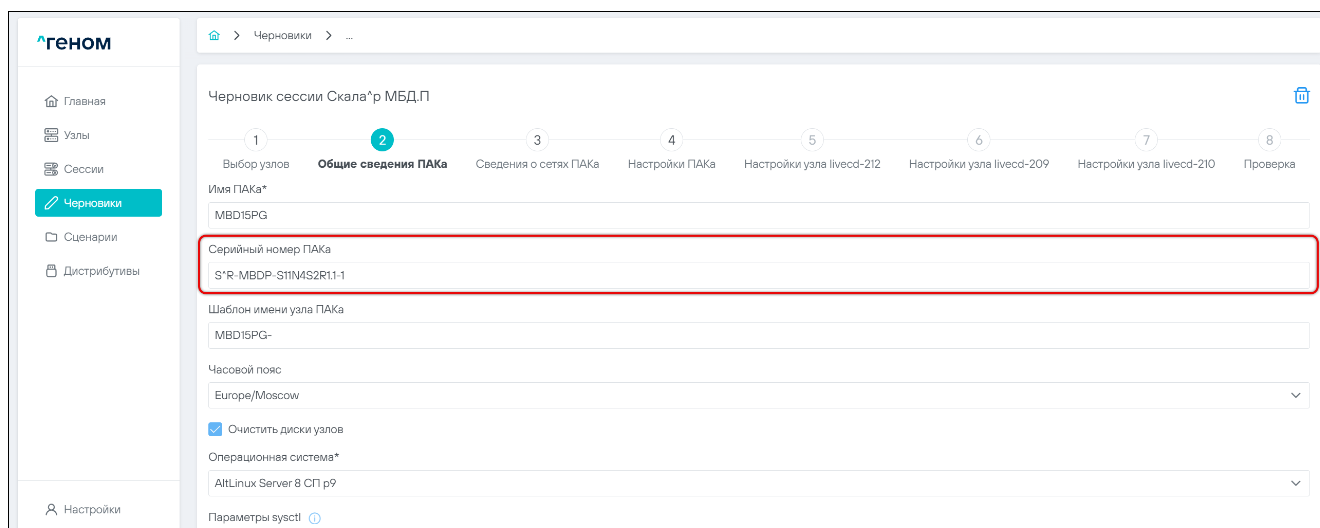 ^геном
Черновики
...
Главная
Узлы
Сессии
Черновики
Сценарии
Дистрибутивы
Настройки
Черновик сессии Скала^р МБД.П
1 2 3 4 5 6 7 8
Выбор узлов Общие сведения ПАКа Сведения о сетях ПАКа Настройки ПАКа Настройки узла livecd-212 Настройки узла livecd-209 Настройки узла livecd-210 Проверка
Имя ПАКа*
MBD15PG
Серийный номер ПАКа
S^R-MBDP-S11N4S2R1.1-1
Шаблон имени узла ПАКа
MBD15PG-
Часовой пояс
Europe/Moscow
Очистить диски узлов
Операционная система*
AltLinux Server 8 СП p9
Параметры sysctl